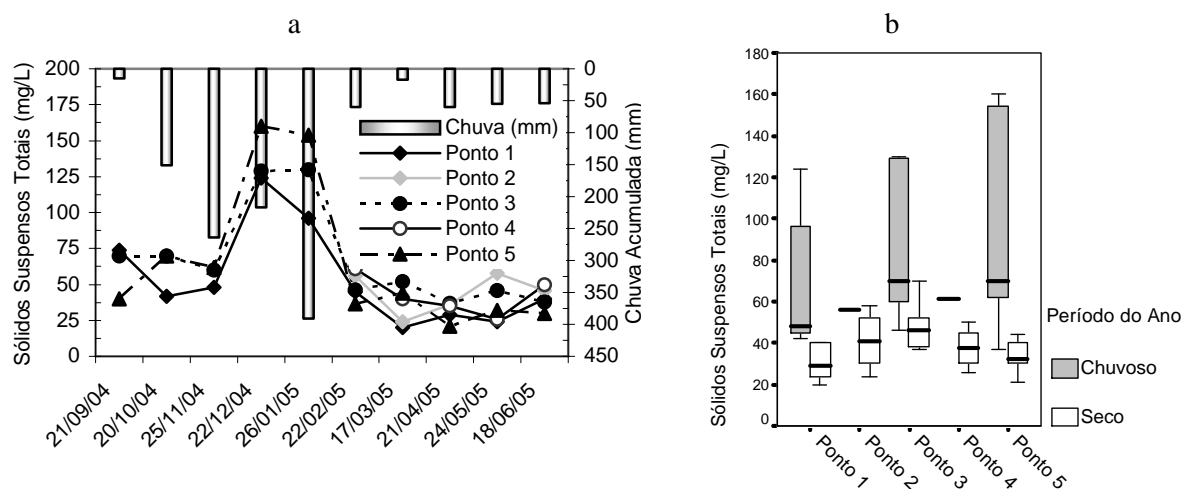 a
Sólidos Suspensos Totais (mg/L)
200
175
150
125
100
75
50
25
0
0
50
100
150
200
250
300
350
400
450
Chuva Acumulada (mm)
Chuva (mm)
Ponto 1
Ponto 2
Ponto 3
Ponto 4
Ponto 5
21/09/04
20/10/04
25/11/04
22/12/04
26/01/05
22/02/05
17/03/05
21/04/05
24/05/05
18/06/05
b
Sólidos Suspensos Totais (mg/L)
180
160
140
120
100
80
60
40
20
0
Ponto 1
Ponto 2
Ponto 3
Ponto 4
Ponto 5
Período do Ano
Chuvoso
Seco